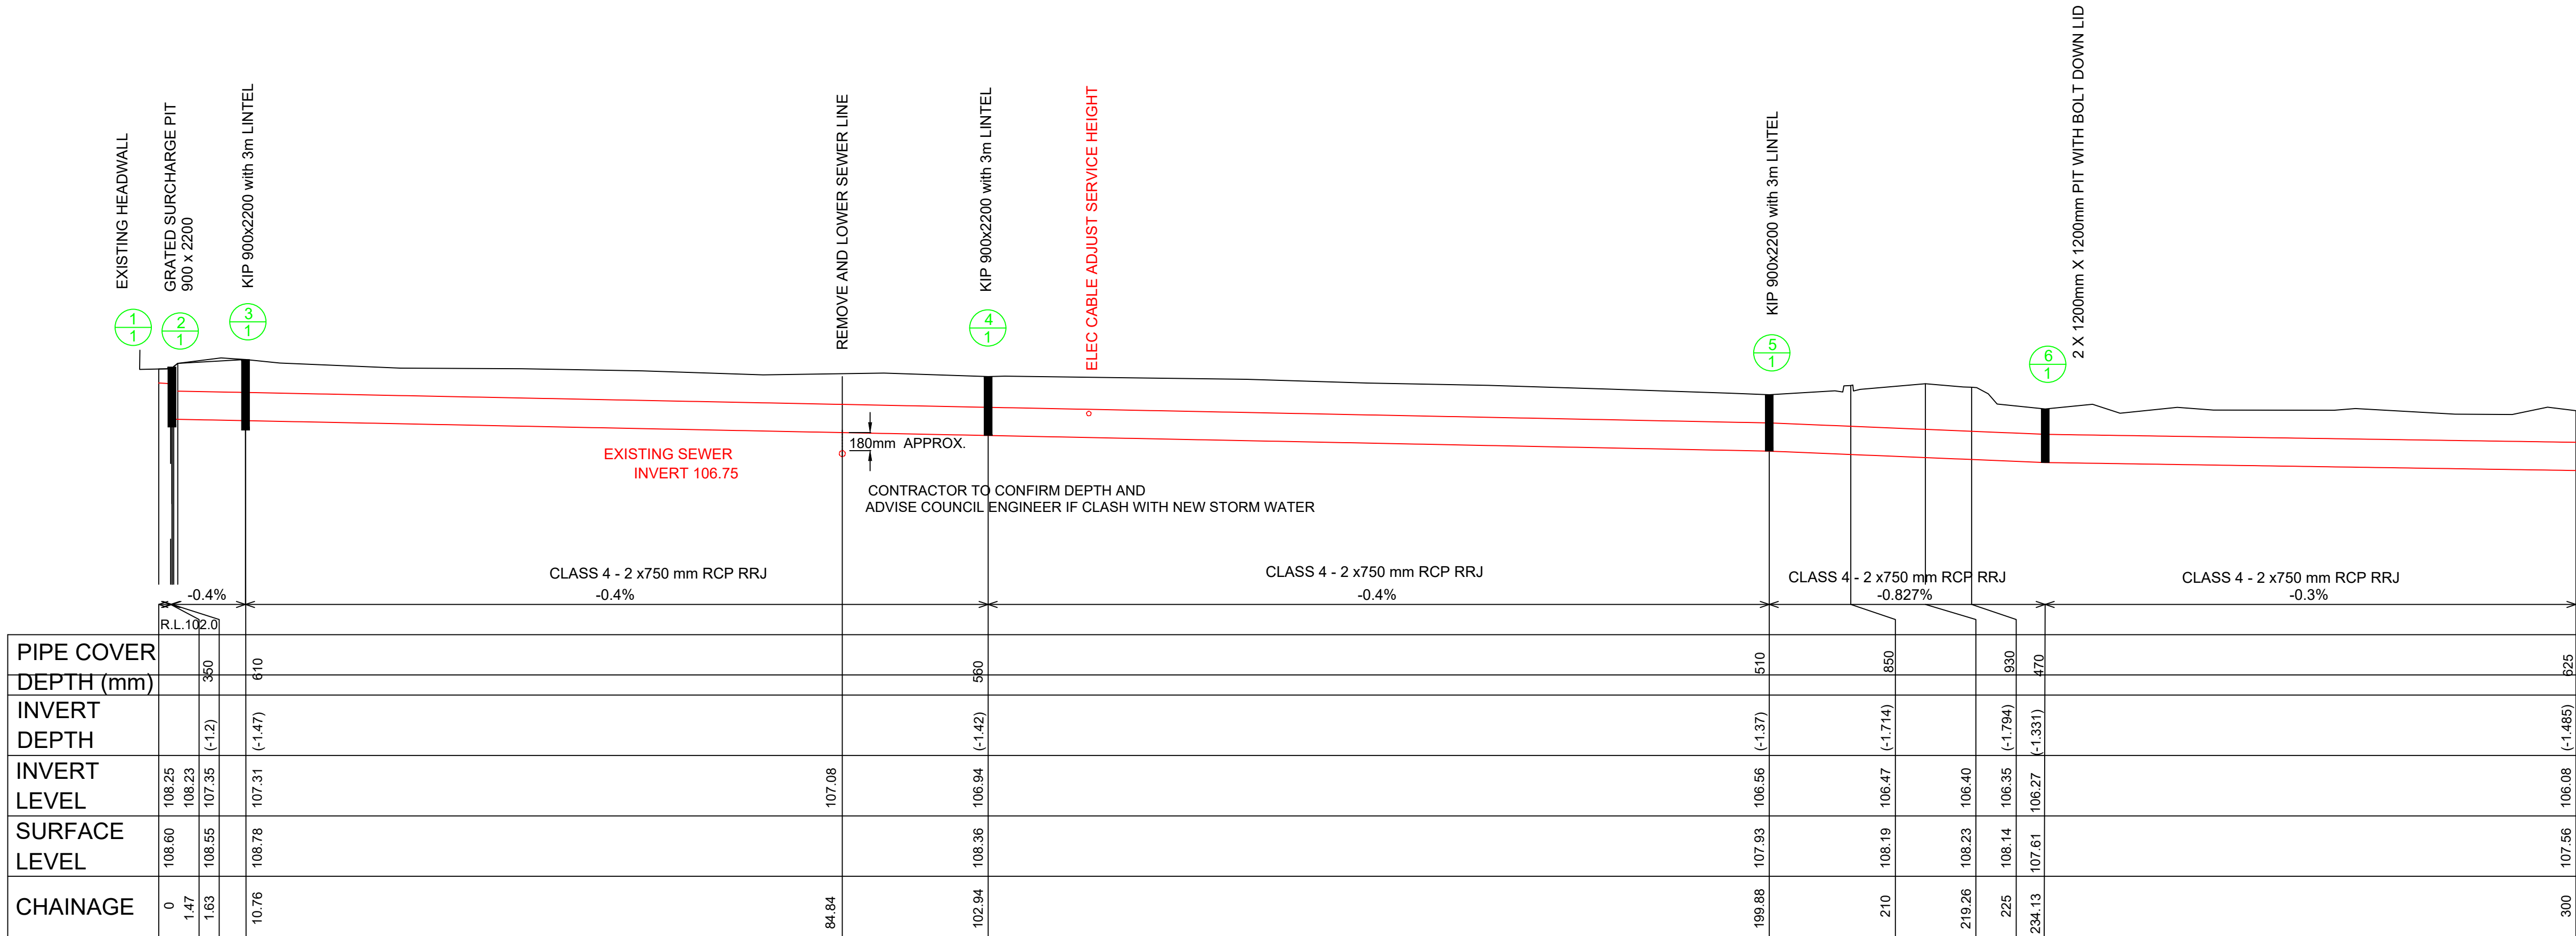 EXISTING HEADWALL
GRATED SURCHARGE PIT
900 x 2200
KIP 900x2200 with 3m LINTEL
REMOVE AND LOWER SEWER LINE
KIP 900x2200 with 3m LINTEL
ELEC CABLE ADJUST SERVICE HEIGHT
KIP 900x2200 with 3m LINTEL
2 X 1200mm X 1200mm PIT WITH BOLT DOWN LID
1
1
2
1
3
1
4
1
5
1
6
1
180mm APPROX.
EXISTING SEWER
INVERT 106.75
CONTRACTOR TO CONFIRM DEPTH AND
ADVISE COUNCIL ENGINEER IF CLASH WITH NEW STORM WATER
CLASS 4 - 2 x750 mm RCP RRJ
CLASS 4 - 2 x750 mm RCP RRJ
CLASS 4 - 2 x750 mm RCP RRJ
CLASS 4 - 2 x750 mm RCP RRJ
-0.4%
-0.4%
-0.4%
-0.827%
-0.3%
R.L.102.0
PIPE COVER
DEPTH (mm)
350
610
560
510
850
930
470
625
INVERT
DEPTH
(-1.2)
(-1.47)
(-1.42)
(-1.37)
(-1.714)
(-1.794)
(-1.331)
(-1.485)
INVERT
LEVEL
108.25
108.23
107.35
107.31
107.08
106.94
106.56
106.47
106.40
106.35
106.27
106.08
SURFACE
LEVEL
108.60
108.55
108.78
108.36
107.93
108.19
108.23
108.14
107.61
107.56
CHAINAGE
0
1.47
1.63
10.76
84.84
102.94
199.88
210
219.26
225
234.13
300